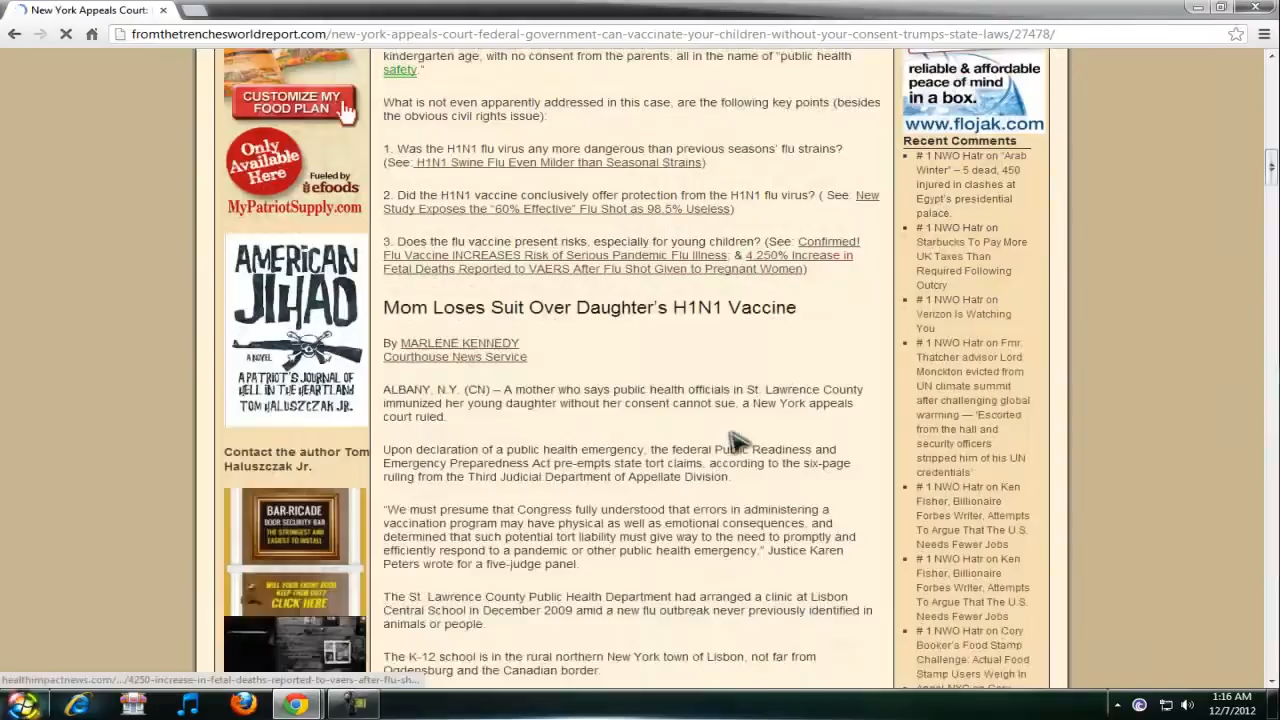 New York Appeals Court:
fromthetrenchesworldreport.com/new-york-appeals-court-federal-government-can-vaccinate-your-children-without-your-consent-trumps-state-laws/27478/
CUSTOMIZE MY
FOOD PLAN
Only
Available
Here
Fueled by
efoods
MyPatriotSupply.com
AMERICAN
JIHAD
A NOVEL
A PATRIOT'S JOURNAL OF
HELL IN THE HEARTLAND
TOM HALUSZCZAK JR.
Contact the author Tom
Haluszczak Jr.
BAR-RICADE
DOOR SECURITY BAR
THE STRONGEST AND
EASIEST TO INSTALL
WILL YOUR ENTRY DOOR
KEEP THEM OUT?
CLICK HERE
kindergarten age, with no consent from the parents, all in the name of “public health
safety.”
What is not even apparently addressed in this case, are the following key points (besides
the obvious civil rights issue):
1. Was the H1N1 flu virus any more dangerous than previous seasons’ flu strains?
(See: H1N1 Swine Flu Even Milder than Seasonal Strains)
2. Did the H1N1 vaccine conclusively offer protection from the H1N1 flu virus? ( See: New
Study Exposes the “60% Effective” Flu Shot as 98.5% Useless)
3. Does the flu vaccine present risks, especially for young children? (See: Confirmed!
Flu Vaccine INCREASES Risk of Serious Pandemic Flu Illness; & 4,250% Increase in
Fetal Deaths Reported to VAERS After Flu Shot Given to Pregnant Women)
Mom Loses Suit Over Daughter’s H1N1 Vaccine
By MARLENE KENNEDY
Courthouse News Service
ALBANY, N.Y. (CN) – A mother who says public health officials in St. Lawrence County
immunized her young daughter without her consent cannot sue, a New York appeals
court ruled.
Upon declaration of a public health emergency, the federal Public Readiness and
Emergency Preparedness Act pre-empts state tort claims, according to the six-page
ruling from the Third Judicial Department of Appellate Division.
“We must presume that Congress fully understood that errors in administering a
vaccination program may have physical as well as emotional consequences, and
determined that such potential tort liability must give way to the need to promptly and
efficiently respond to a pandemic or other public health emergency,” Justice Karen
Peters wrote for a five-judge panel.
The St. Lawrence County Public Health Department had arranged a clinic at Lisbon
Central School in December 2009 amid a new flu outbreak never previously identified in
animals or people.
The K-12 school is in the rural northern New York town of Lisbon, not far from
Ogdensburg and the Canadian border.
reliable & affordable
peace of mind
in a box.
www.flojak.com
Recent Comments
# 1 NWO Hatr on “Arab
Winter” – 5 dead, 450
injured in clashes at
Egypt’s presidential
palace.
# 1 NWO Hatr on
Starbucks To Pay More
UK Taxes Than
Required Following
Outcry
# 1 NWO Hatr on
Verizon Is Watching
You
# 1 NWO Hatr on Fmr.
Thatcher advisor Lord
Monckton evicted from
UN climate summit
after challenging global
warming — ‘Escorted
from the hall and
security officers
stripped him of his UN
credentials’
# 1 NWO Hatr on Ken
Fisher, Billionaire
Forbes Writer, Attempts
To Argue That The U.S.
Needs Fewer Jobs
# 1 NWO Hatr on Ken
Fisher, Billionaire
Forbes Writer, Attempts
To Argue That The U.S.
Needs Fewer Jobs
# 1 NWO Hatr on Cory
Booker’s Food Stamp
Challenge: Actual Food
Stamp Users Weigh In
healthimpactnews.com/.../4250-increase-in-fetal-deaths-reported-to-vaers-after-flu-sh...
1:16 AM
12/7/2012